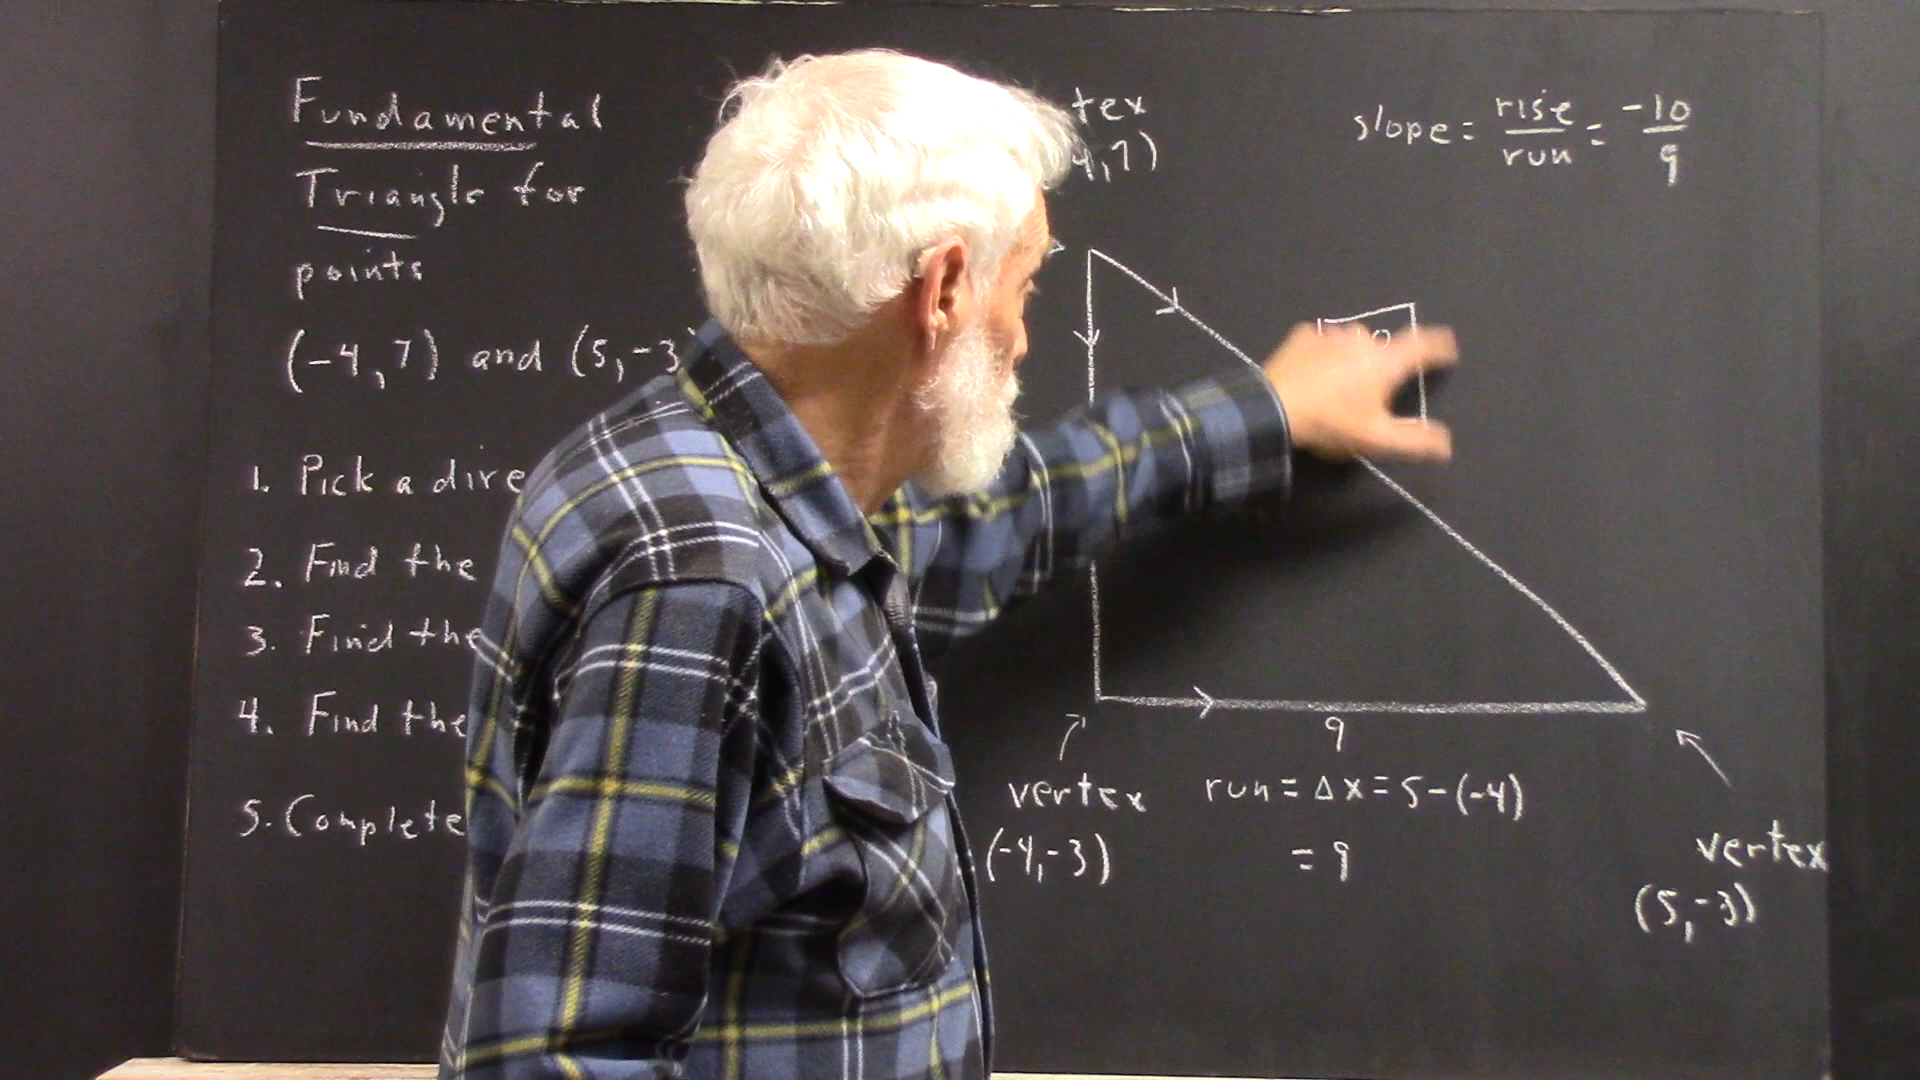 Fundamental
Triangle for
points
(-4,7) and (5,-3
1. Pick a dire
2. Find the
3. Find the
4. Find the
5. Complete
tex
4,7)
slope = rise/run = -10/9
9
vertex
(-4,-3)
run = Δx = 5-(-4)
= 9
vertex
(5,-3)